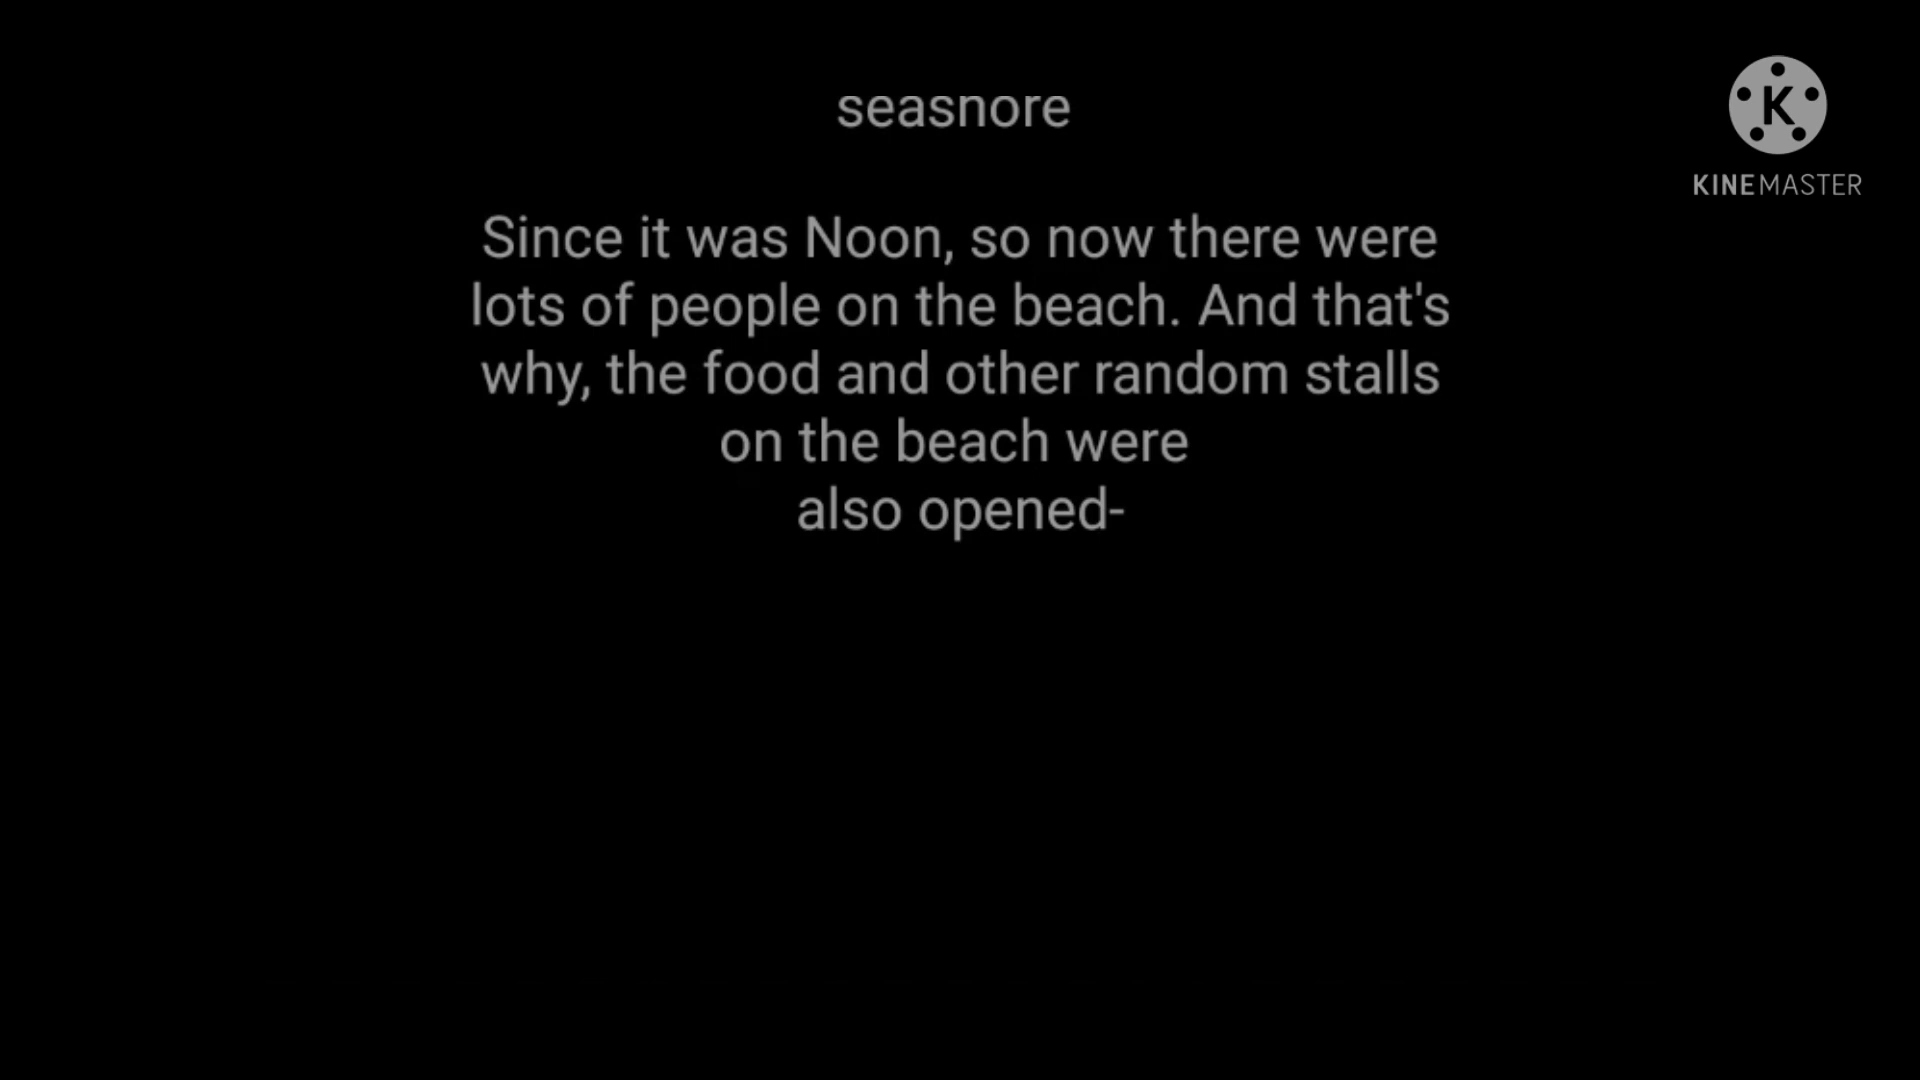 seasnore
Since it was Noon, so now there were
lots of people on the beach. And that's
why, the food and other random stalls
on the beach were
also opened-
K
KINEMASTER